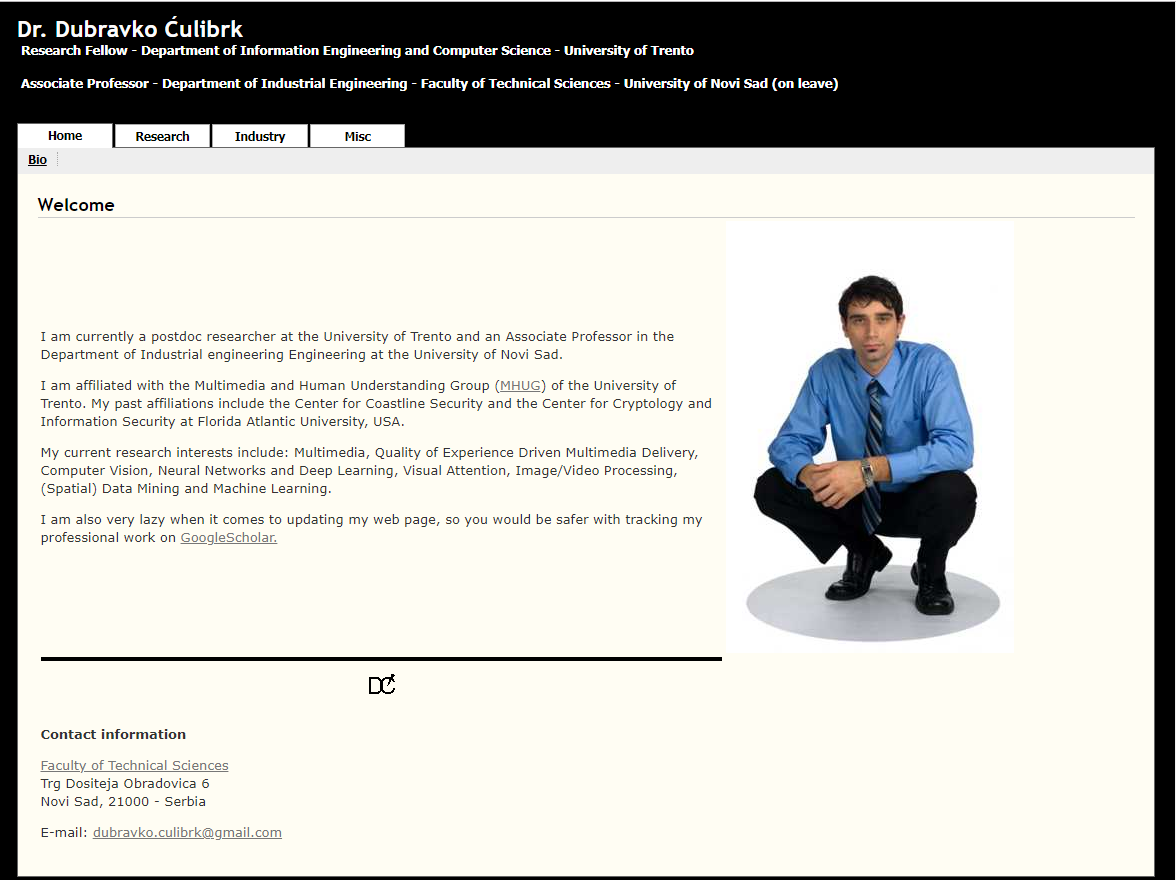 Dr. Dubravko Ćulibrk
Research Fellow - Department of Information Engineering and Computer Science - University of Trento
Associate Professor - Department of Industrial Engineering - Faculty of Technical Sciences - University of Novi Sad (on leave)
Home Research Industry Misc
Bio
Welcome
I am currently a postdoc researcher at the University of Trento and an Associate Professor in the
Department of Industrial engineering Engineering at the University of Novi Sad.
I am affiliated with the Multimedia and Human Understanding Group (MHUG) of the University of
Trento. My past affiliations include the Center for Coastline Security and the Center for Cryptology and
Information Security at Florida Atlantic University, USA.
My current research interests include: Multimedia, Quality of Experience Driven Multimedia Delivery,
Computer Vision, Neural Networks and Deep Learning, Visual Attention, Image/Video Processing,
(Spatial) Data Mining and Machine Learning.
I am also very lazy when it comes to updating my web page, so you would be safer with tracking my
professional work on GoogleScholar.
DĆ
Contact information
Faculty of Technical Sciences
Trg Dositeja Obradovica 6
Novi Sad, 21000 - Serbia
E-mail: dubravko.culibrk@gmail.com